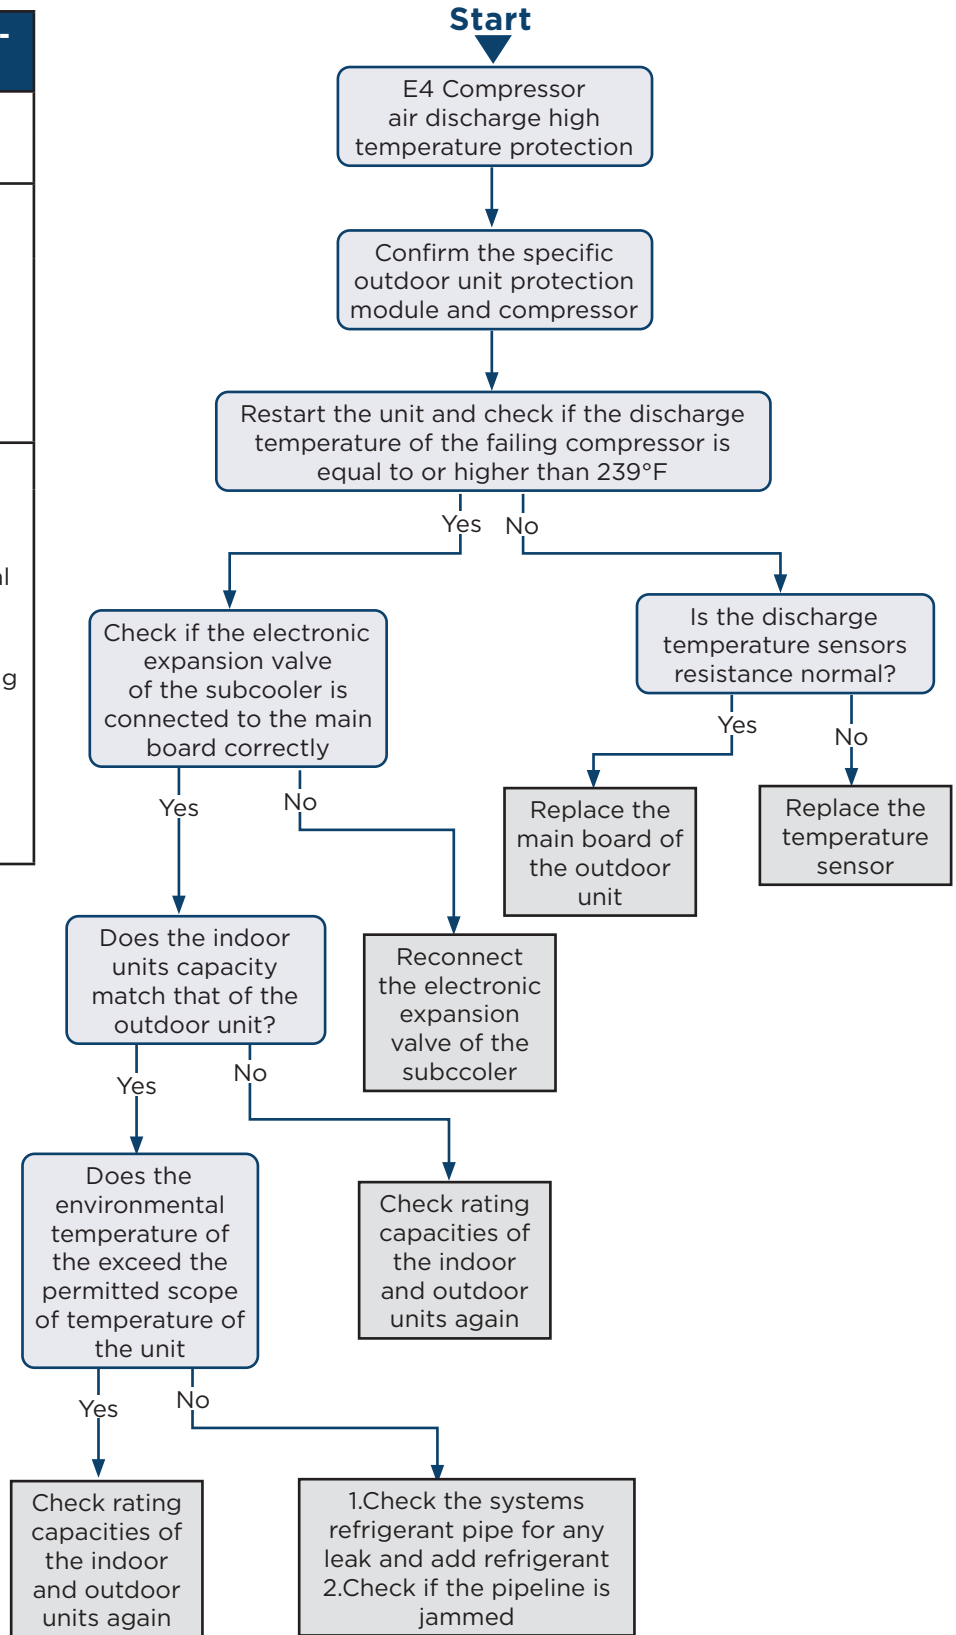 Start
E4 Compressor
air discharge high
temperature protection
Confirm the specific
outdoor unit protection
module and compressor
Restart the unit and check if the discharge
temperature of the failing compressor is
equal to or higher than 239°F
Yes
No
Check if the electronic
expansion valve
of the subcooler is
connected to the main
board correctly
Is the discharge
temperature sensors
resistance normal?
Yes
No
Yes
No
Replace the
main board of
the outdoor
unit
Replace the
temperature
sensor
Does the indoor
units capacity
match that of the
outdoor unit?
Reconnect
the electronic
expansion
valve of the
subccoler
Yes
No
Does the
environmental
temperature of
the exceed the
permitted scope
of temperature of
the unit
Check rating
capacities of
the indoor
and outdoor
units again
Yes
No
Check rating
capacities of
the indoor
and outdoor
units again
1.Check the systems
refrigerant pipe for any
leak and add refrigerant
2.Check if the pipeline is
jammed